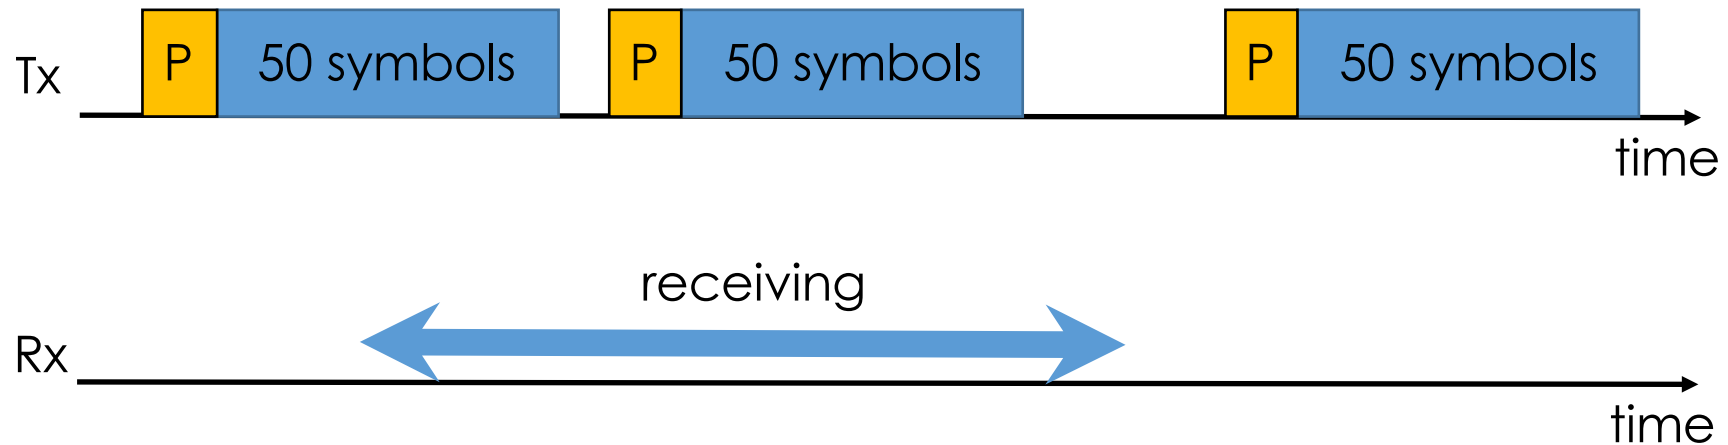 Tx
P 50 symbols P 50 symbols P 50 symbols
time
receiving
Rx
time